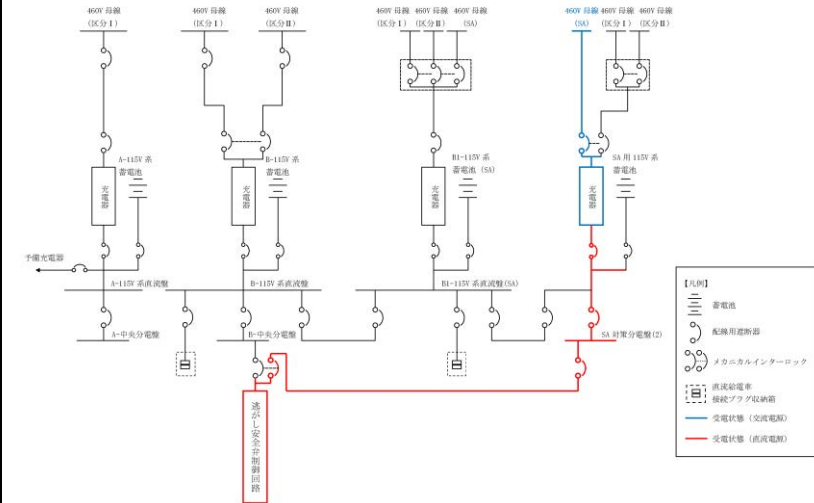 460V 母線
(区分Ⅰ)
460V 母線
(区分Ⅰ)
460V 母線
(区分Ⅱ)
460V 母線
(区分Ⅰ)
460V 母線
(区分Ⅱ)
460V 母線
(SA)
460V 母線
(SA)
460V 母線
(区分Ⅰ)
460V 母線
(区分Ⅱ)
A-115V 系
蓄電池
充電器
B-115V 系
蓄電池
充電器
B1-115V 系
蓄電池 (SA)
充電器
SA 用 115V 系
蓄電池
充電器
予備充電器
A-115V 系直流盤
B-115V 系直流盤
B1-115V 系直流盤(SA)
A-中央分電盤
B-中央分電盤
SA 対策分電盤(2)
逃がし安全弁制御回路
【凡例】
蓄電池
配線用遮断器
メカニカルインターロック
直流給電車
接続プラグ収納箱
受電状態（交流電源）
受電状態（直流電源）